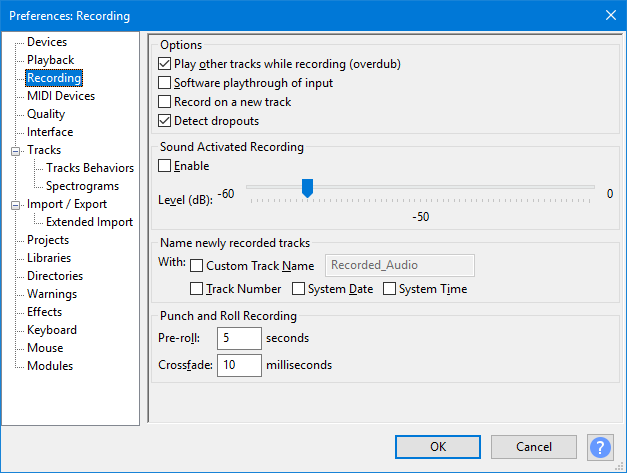 Preferences: Recording
Devices
Playback
Recording
MIDI Devices
Quality
Interface
Tracks
Tracks Behaviors
Spectrograms
Import / Export
Extended Import
Projects
Libraries
Directories
Warnings
Effects
Keyboard
Mouse
Modules
Options
Play other tracks while recording (overdub)
Software playthrough of input
Record on a new track
Detect dropouts
Sound Activated Recording
Enable
Level (dB): -60 0
-50
Name newly recorded tracks
With: Custom Track Name Recorded_Audio
Track Number System Date System Time
Punch and Roll Recording
Pre-roll: 5 seconds
Crossfade: 10 milliseconds
OK Cancel ?